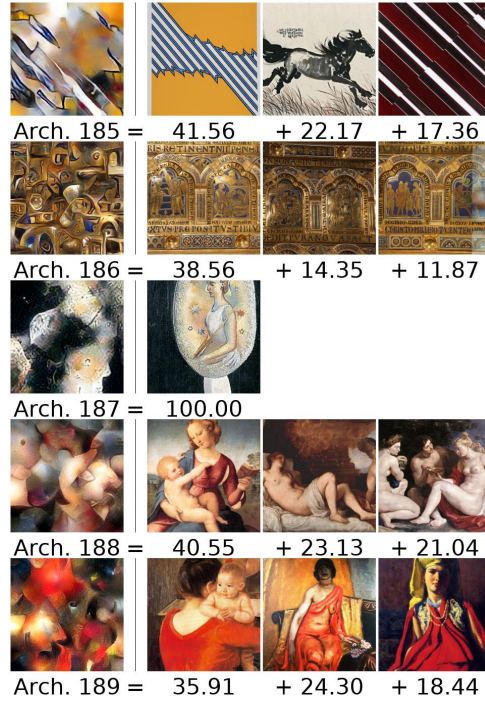 Arch. 185 = 41.56 + 22.17 + 17.36
Arch. 186 = 38.56 + 14.35 + 11.87
Arch. 187 = 100.00
Arch. 188 = 40.55 + 23.13 + 21.04
Arch. 189 = 35.91 + 24.30 + 18.44